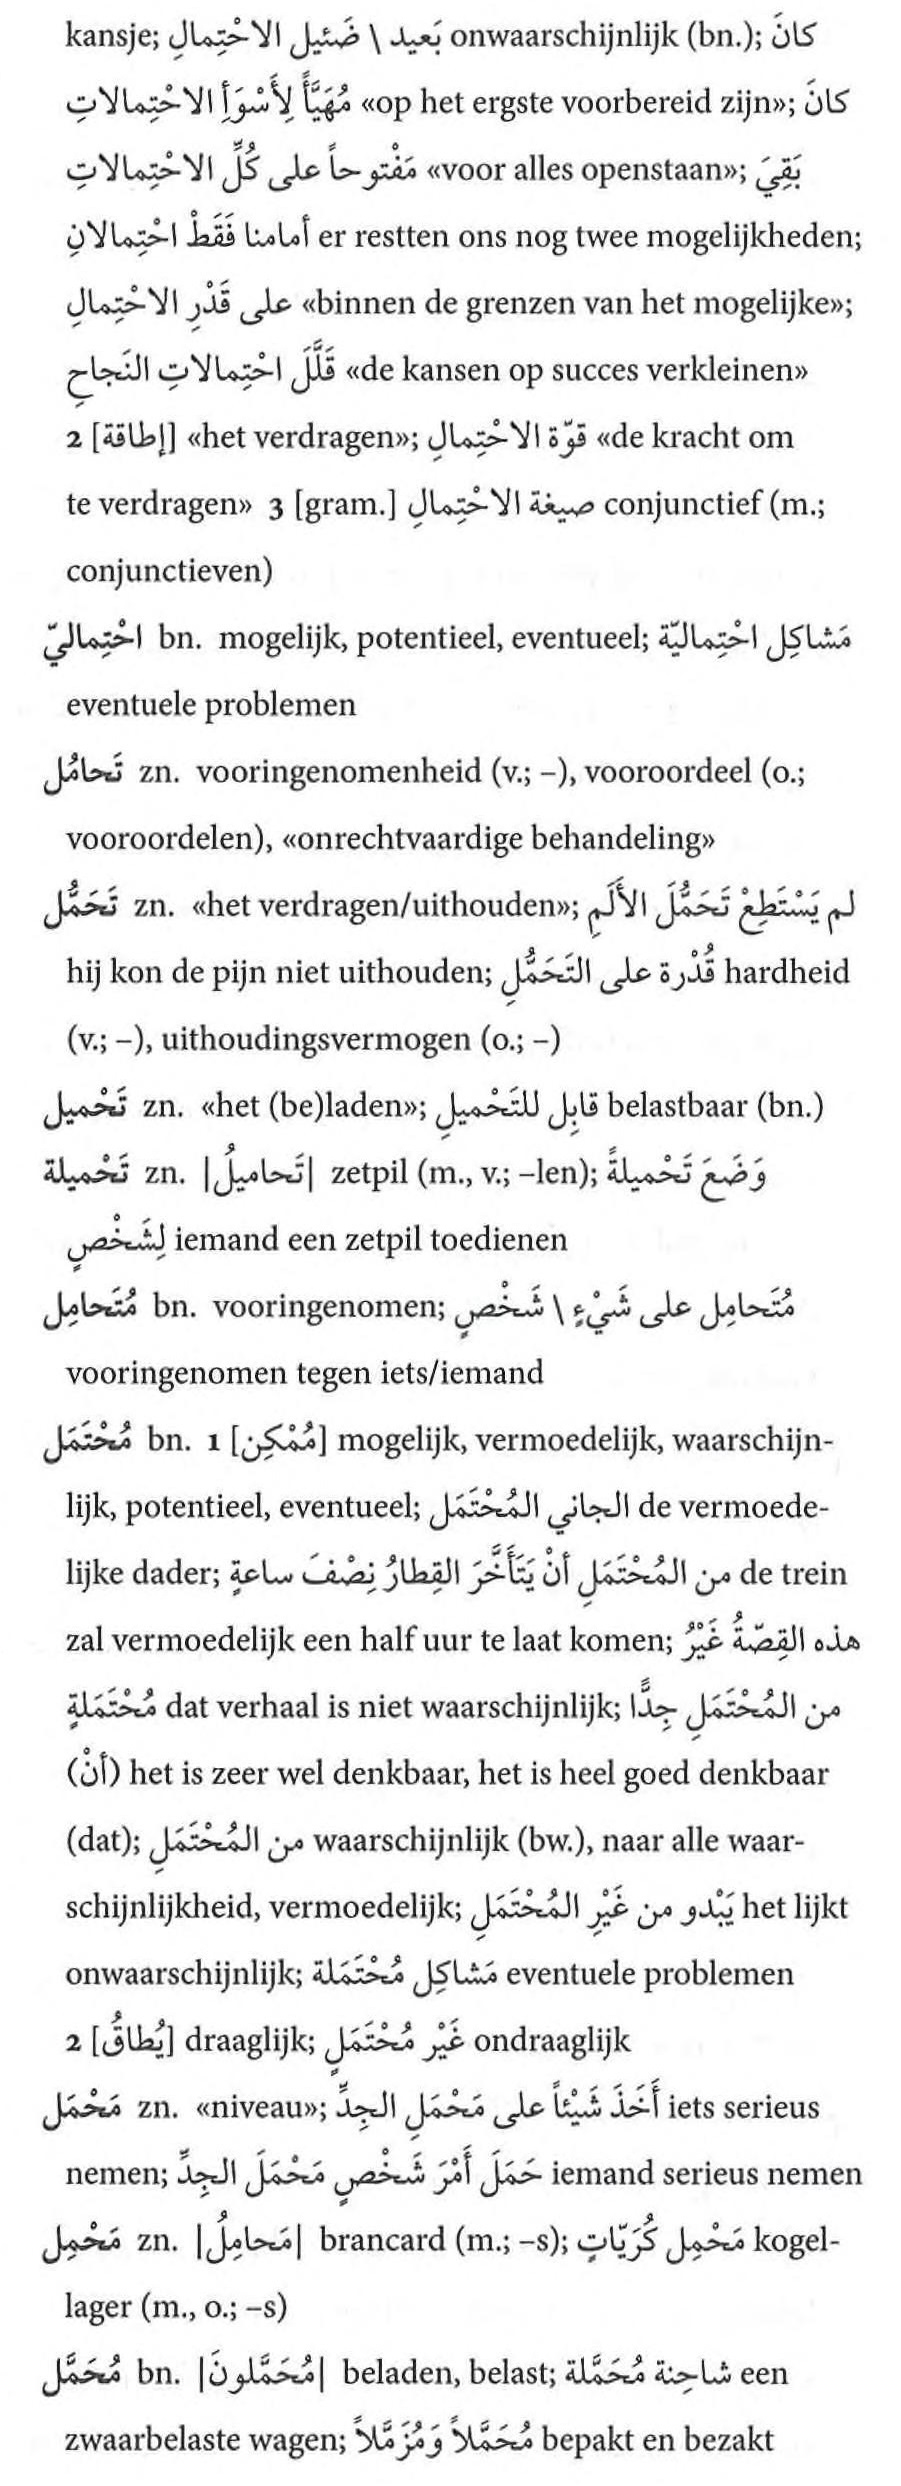 kansje; بَعيد \ ضَئيل الاحْتِمالِ onwaarschijnlijk (bn.); كانَ
مُهَيَّأً لِأَسْوَأِ الاحْتِمالاتِ «op het ergste voorbereid zijn»; كانَ
مَفْتوحاً على كُلِّ الاحْتِمالاتِ «voor alles openstaan»; بَقِيَ
أمامنا فَقَطْ احْتِمالانِ er restten ons nog twee mogelijkheden;
على قَدْرِ الاحْتِمالِ «binnen de grenzen van het mogelijke»;
قَلَّلَ احْتِمالاتِ النَجاحِ «de kansen op succes verkleinen»
2 [إطاقة] «het verdragen»; قوّة الاحْتِمالِ «de kracht om
te verdragen» 3 [gram.] صيغة الاحْتِمالِ conjunctief (m.;
conjunctieven)
احْتِماليّ bn. mogelijk, potentieel, eventueel; مَشاكِل احْتِماليّة
eventuele problemen
تَحامُل zn. vooringenomenheid (v.; –), vooroordeel (o.;
vooroordelen), «onrechtvaardige behandeling»
تَحَمُّل zn. «het verdragen/uithouden»; لم يَسْتَطِعْ تَحَمُّلَ الأَلَمِ
hij kon de pijn niet uithouden; قُدْرة على التَحَمُّلِ hardheid
(v.; –), uithoudingsvermogen (o.; –)
تَحْميل zn. «het (be)laden»; قابِل للتَحْميلِ belastbaar (bn.)
تَحْميلة zn. |تَحاميلُ| zetpil (m., v.; –len); وَضَعَ تَحْميلةً
لِشَخْصٍ iemand een zetpil toedienen
مُتَحامِل bn. vooringenomen; مُتَحامِل على شَيْءٍ \ شَخْصٍ
vooringenomen tegen iets/iemand
مُحْتَمَل bn. 1 [مُمْكِن] mogelijk, vermoedelijk, waarschijn-
lijk, potentieel, eventueel; الجاني المُحْتَمَل de vermoede-
lijke dader; من المُحْتَمَلِ أنْ يَتَأَخَّرَ القِطارُ نِصْفَ ساعةٍ de trein
zal vermoedelijk een half uur te laat komen; هذه القِصّةُ غَيْرُ
مُحْتَمَلةٍ dat verhaal is niet waarschijnlijk; من المُحْتَمَلِ جِدًّا
(أنْ) het is zeer wel denkbaar, het is heel goed denkbaar
(dat); من المُحْتَمَلِ waarschijnlijk (bw.), naar alle waar-
schijnlijkheid, vermoedelijk; يَبْدو من غَيْرِ المُحْتَمَلِ het lijkt
onwaarschijnlijk; مَشاكِل مُحْتَمَلة eventuele problemen
2 [يُطاقُ] draaglijk; غَيْر مُحْتَمَلٍ ondraaglijk
مَحْمَل zn. «niveau»; أَخَذَ شَيْئاً على مَحْمَلِ الجِدِّ iets serieus
nemen; حَمَلَ أَمْرَ شَخْصٍ مَحْمَلَ الجِدِّ iemand serieus nemen
مَحْمِل zn. |مَحامِلُ| brancard (m.; –s); مَحْمِل كُرَيّاتٍ kogel-
lager (m., o.; –s)
مُحَمَّل bn. |مُحَمَّلونَ| beladen, belast; شاحِنة مُحَمَّلة een
zwaarbelaste wagen; مُحَمَّلاً وَمُزَمَّلاً bepakt en bezakt